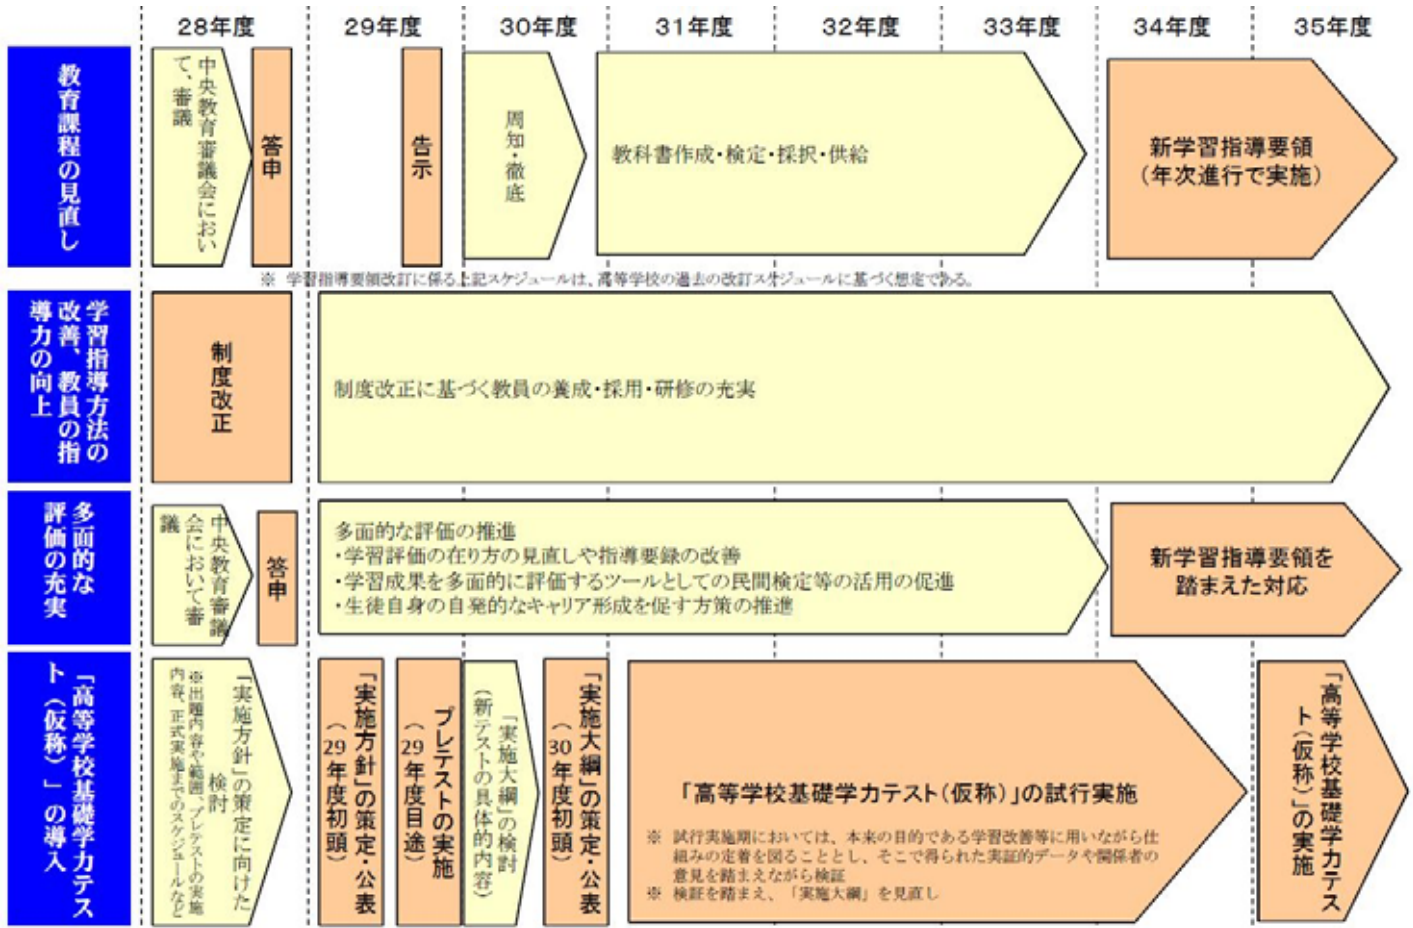 28年度
29年度
30年度
31年度
32年度
33年度
34年度
35年度
教育課程の見直し
中央教育審議会におい
て、審議
答申
告示
周知・徹底
教科書作成・検定・採択・供給
新学習指導要領
(年次進行で実施)
※ 学習指導要領改訂に係る上記スケジュールは、高等学校の過去の改訂スケジュールに基づく想定である。
学習指導方法の
改善、教員の指
導力の向上
制度改正
制度改正に基づく教員の養成・採用・研修の充実
多面的な
評価の充実
中央教育審議
会において審
議
答申
多面的な評価の推進
・学習評価の在り方の見直しや指導要録の改善
・学習成果を多面的に評価するツールとしての民間検定等の活用の促進
・生徒自身の自発的なキャリア形成を促す方策の推進
新学習指導要領を
踏まえた対応
「高等学校基礎学力テス
ト(仮称)」の導入
「実施方針」の策定に向けた
検討
※出題内容や範囲、プレテストの実施
内容、正式実施までのスケジュールなど
「実施方針」の策定・公表
(29年度初頭)
プレテストの実施
(29年度目途)
「実施大綱」の検討
(新テストの具体的内容)
「実施大綱」の策定・公表
(30年度初頭)
「高等学校基礎学力テスト(仮称)」の試行実施
※ 試行実施期においては、本来の目的である学習改善等に用いながら仕
組みの定着を図ることとし、そこで得られた実証的データや関係者の
意見を踏まえながら検証
※ 検証を踏まえ、「実施大綱」を見直し
「高等学校基礎学力テス
ト(仮称)」の実施